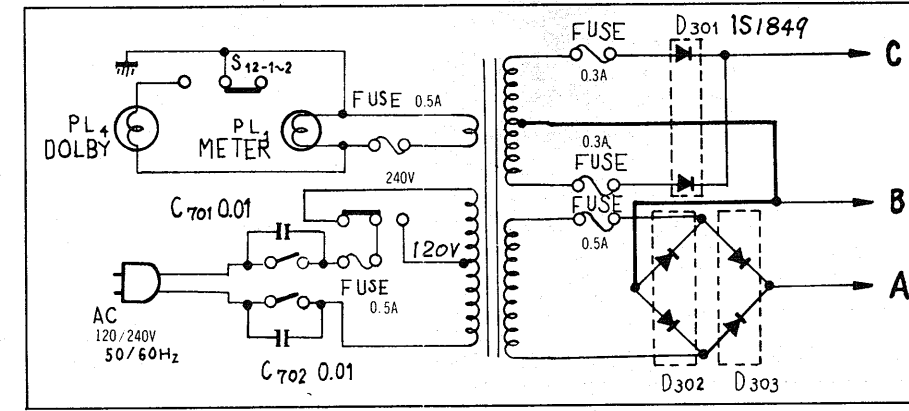 D301 1S1849
FUSE
0.3A
C
S12-1~2
FUSE 0.5A
PL4
DOLBY
PL1
METER
0.3A
FUSE
240V
FUSE
0.5A
B
C701 0.01
120V
FUSE
0.5A
A
AC
120/240V
50/60Hz
C702 0.01
D302
D303